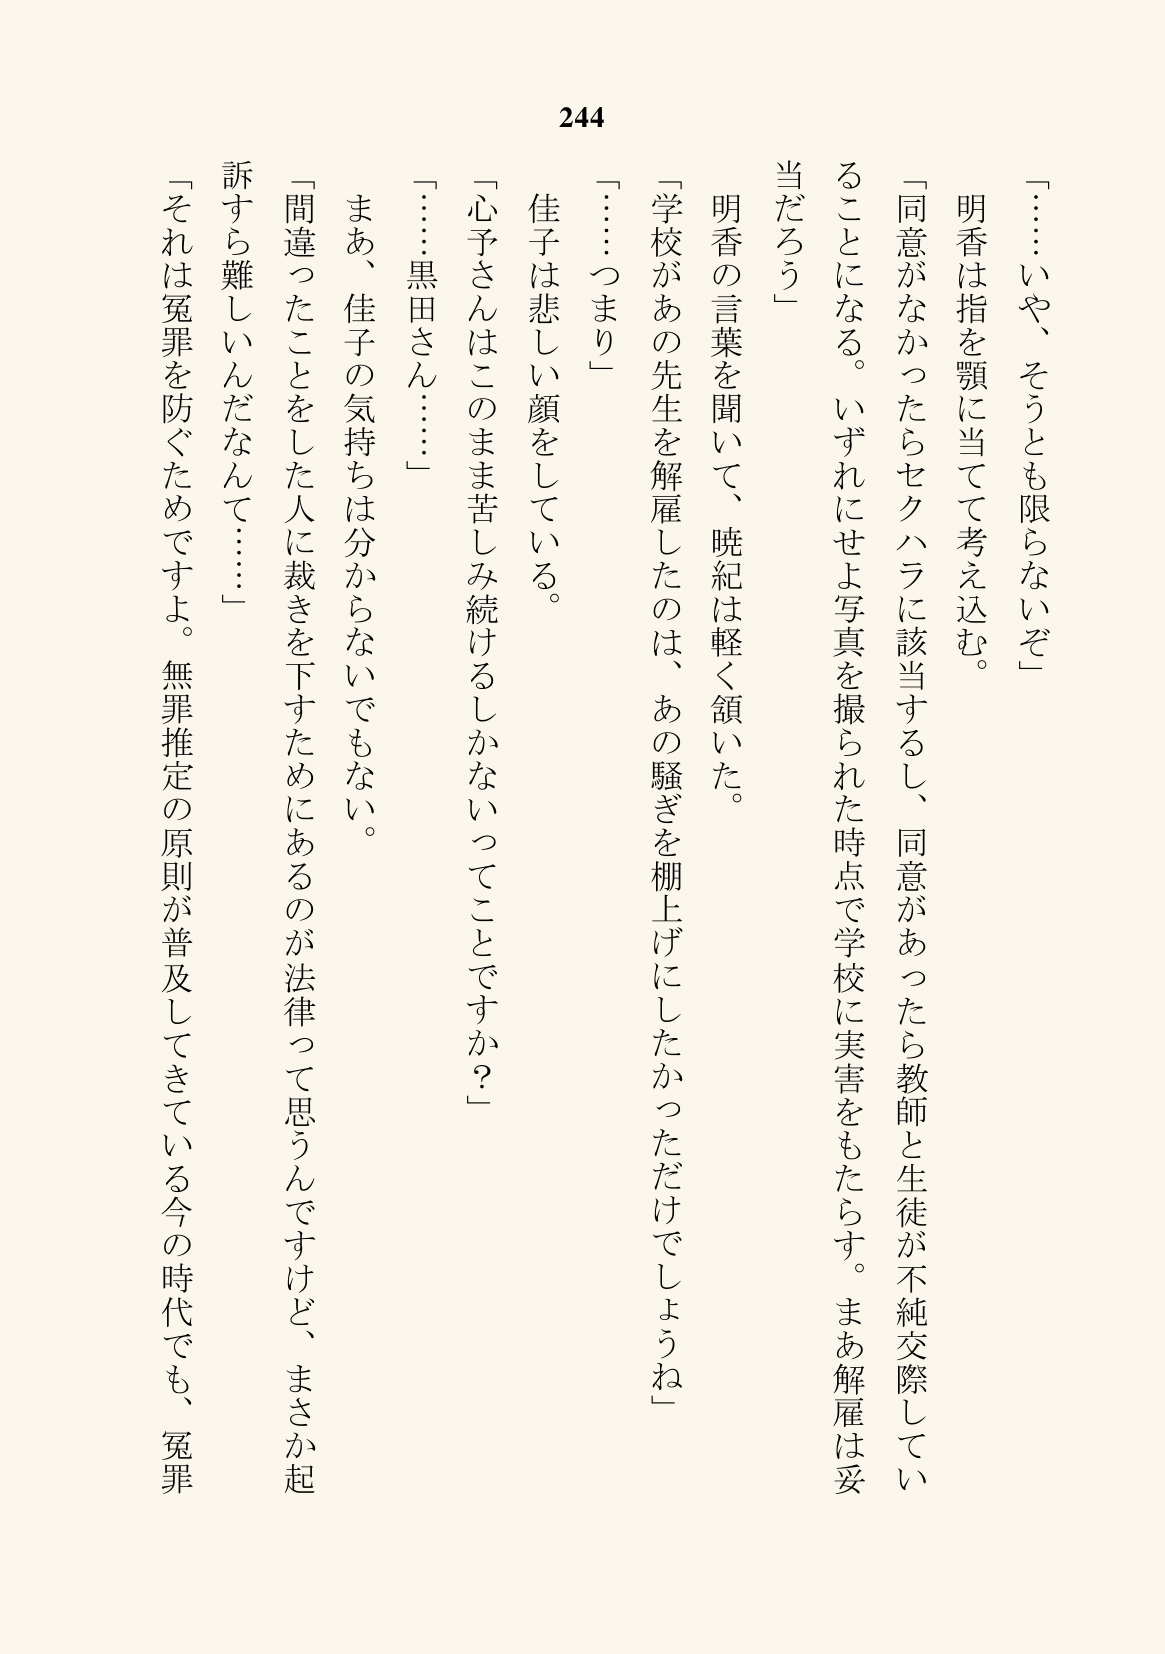 244
「……いや、そうとも限らないぞ」
明香は指を顎に当てて考え込む。
「同意がなかったらセクハラに該当するし、同意があったら教師と生徒が不純交際してい
ることになる。いずれにせよ写真を撮られた時点で学校に実害をもたらす。まあ解雇は妥
当だろう」
明香の言葉を聞いて、暁紀は軽く頷いた。
「学校があの先生を解雇したのは、あの騒ぎを棚上げにしたかっただけでしょうね」
「……つまり」
佳子は悲しい顔をしている。
「心予さんはこのまま苦しみ続けるしかないってことですか？」
「……黒田さん……」
まあ、佳子の気持ちは分からないでもない。
「間違ったことをした人に裁きを下すためにあるのが法律って思うんですけど、まさか起
訴すら難しいんだなんて……」
「それは冤罪を防ぐためですよ。無罪推定の原則が普及してきている今の時代でも、冤罪